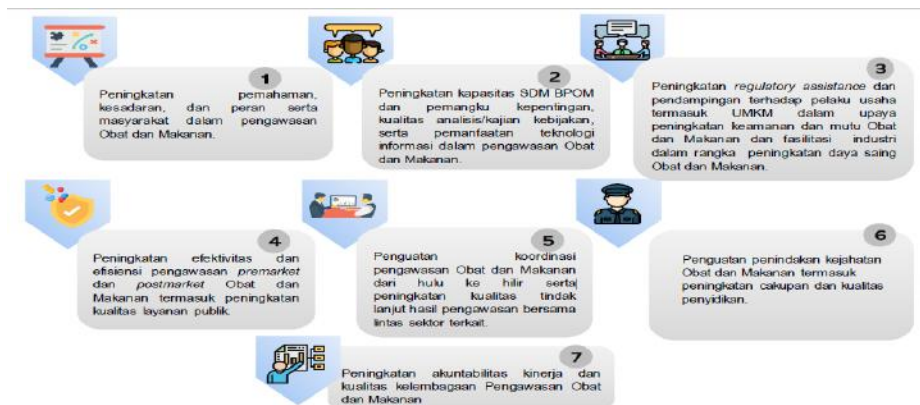 1
Peningkatan pemahaman,
kesadaran, dan peran serta
masyarakat dalam pengawasan
Obat dan Makanan.
2
Peningkatan kapasitas SDM BPOM
dan pemangku kepentingan,
kualitas analisis/kajian kebijakan,
serta pemanfaatan teknologi
informasi dalam pengawasan Obat
dan Makanan.
3
Peningkatan regulatory assistance dan
pendampingan terhadap pelaku usaha
termasuk UMKM dalam upaya
peningkatan keamanan dan mutu Obat
dan Makanan dan fasilitasi industri
dalam rangka peningkatan daya saing
Obat dan Makanan.
4
Peningkatan efektivitas dan
efisiensi pengawasan premarket
dan postmarket Obat dan
Makanan termasuk peningkatan
kualitas layanan publik.
5
Penguatan koordinasi
pengawasan Obat dan Makanan
dari hulu ke hilir serta
peningkatan kualitas tindak
lanjut hasil pengawasan bersama
lintas sektor terkait.
6
Penguatan penindakan kejahatan
Obat dan Makanan termasuk
peningkatan cakupan dan kualitas
penyidikan.
7
Peningkatan akuntabilitas kinerja dan
kualitas kelembagaan Pengawasan Obat
dan Makanan